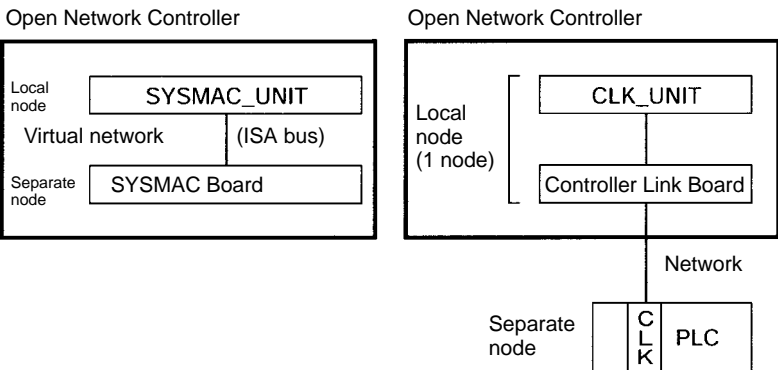 Open Network Controller
Local
node
SYSMAC_UNIT
Virtual network
(ISA bus)
Separate
node
SYSMAC Board
Open Network Controller
Local
node
(1 node)
CLK_UNIT
Controller Link Board
Network
Separate
node
C
L
K
PLC